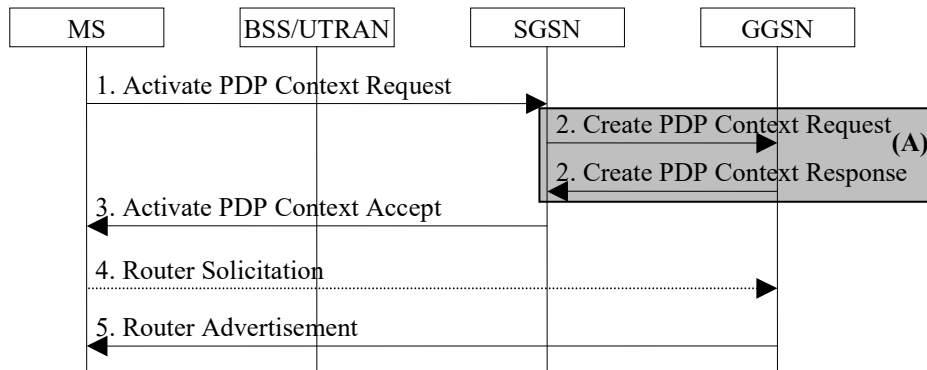 MS BSS/UTRAN SGSN GGSN
1. Activate PDP Context Request
2. Create PDP Context Request
(A)
2. Create PDP Context Response
3. Activate PDP Context Accept
4. Router Solicitation
5. Router Advertisement